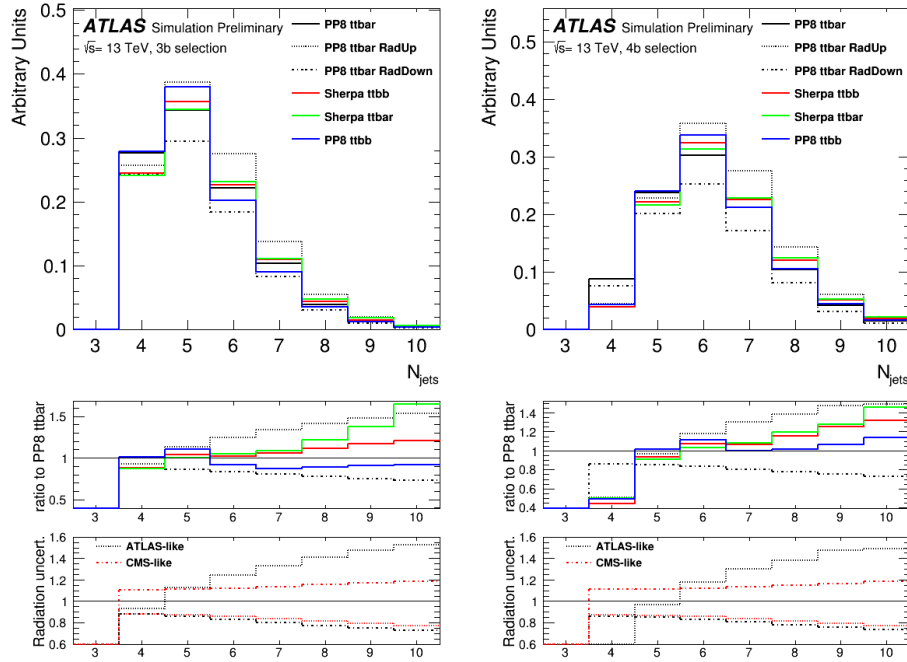 ATLAS Simulation Preliminary
√s= 13 TeV, 3b selection
PP8 ttbar
PP8 ttbar RadUp
PP8 ttbar RadDown
Sherpa ttbb
Sherpa ttbar
PP8 ttbb
Arbitrary Units
0.5
0.4
0.3
0.2
0.1
0
3 4 5 6 7 8 9 10
N_jets
ratio to PP8 ttbar
1.5
1
0.5
3 4 5 6 7 8 9 10
Radiation uncert.
1.6
1.4
1.2
1
0.8
0.6
ATLAS-like
CMS-like
3 4 5 6 7 8 9 10
ATLAS Simulation Preliminary
√s= 13 TeV, 4b selection
PP8 ttbar
PP8 ttbar RadUp
PP8 ttbar RadDown
Sherpa ttbb
Sherpa ttbar
PP8 ttbb
Arbitrary Units
0.5
0.4
0.3
0.2
0.1
0
3 4 5 6 7 8 9 10
N_jets
ratio to PP8 ttbar
1.4
1.2
1
0.8
0.6
0.4
3 4 5 6 7 8 9 10
Radiation uncert.
1.6
1.4
1.2
1
0.8
0.6
ATLAS-like
CMS-like
3 4 5 6 7 8 9 10